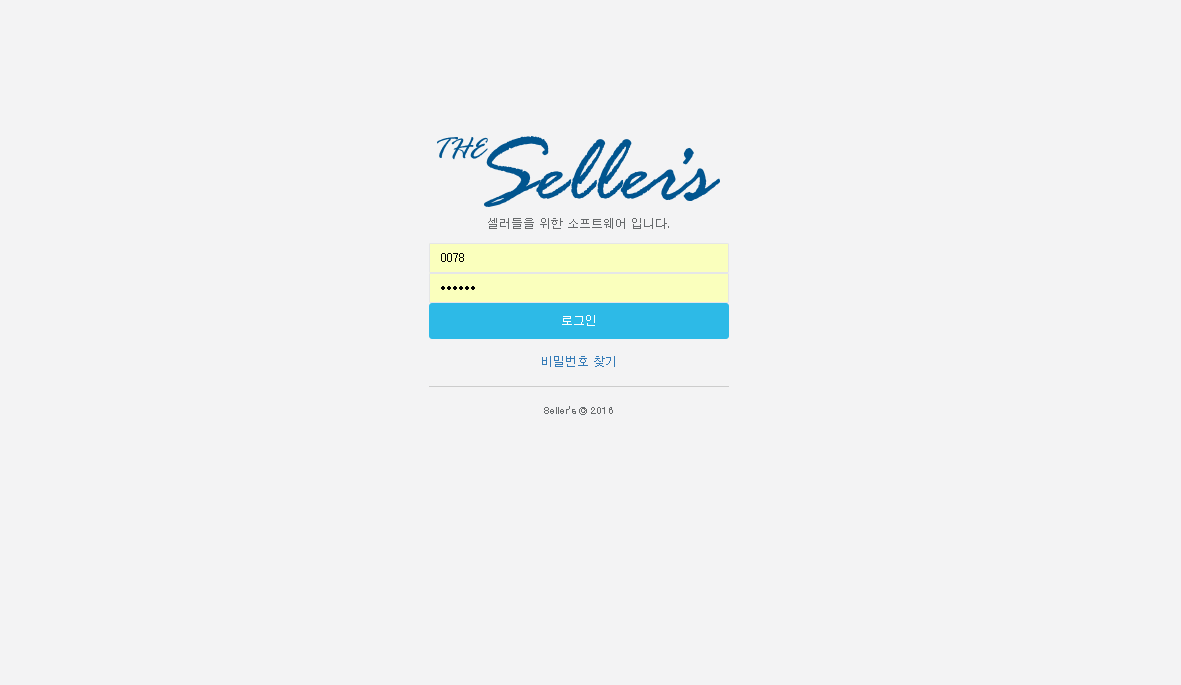 THE Seller's
셀러들을 위한 소프트웨어 입니다.
0078
••••••
로그인
비밀번호 찾기
Seller's © 2016